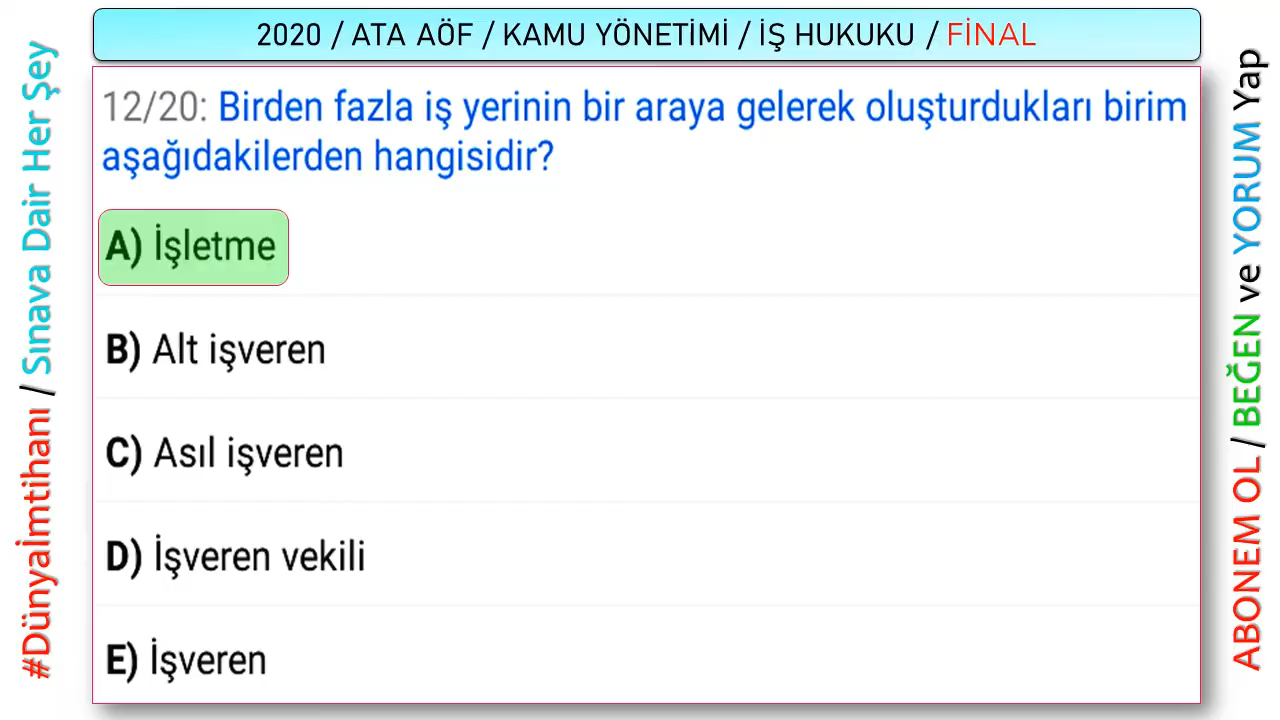 2020 / ATA AÖF / KAMU YÖNETİMİ / İŞ HUKUKU / FİNAL
#Dünyaİmtihanı / Sınava Dair Her Şey
12/20: Birden fazla iş yerinin bir araya gelerek oluşturdukları birim
aşağıdakilerden hangisidir?
A) İşletme
B) Alt işveren
C) Asıl işveren
D) İşveren vekili
E) İşveren
ABONEM OL / BEĞEN ve YORUM Yap